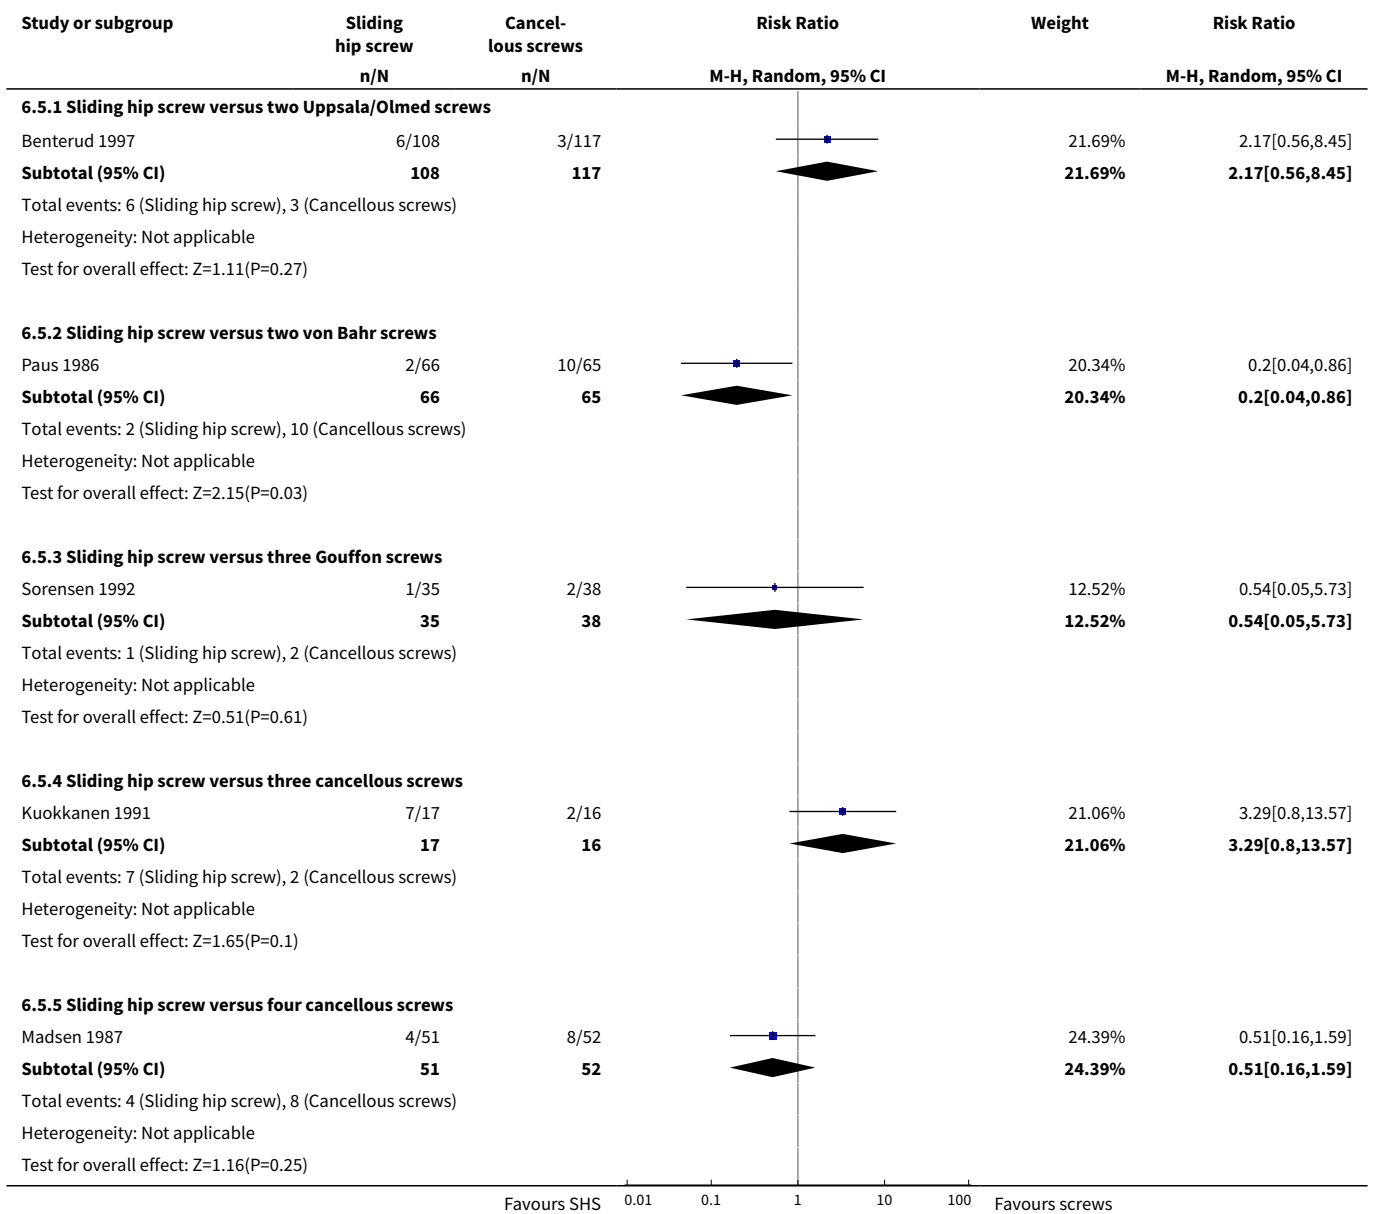 Study or subgroup Sliding Cancel- Risk Ratio Weight Risk Ratio
hip screw lous screws
n/N n/N M-H, Random, 95% CI M-H, Random, 95% CI
6.5.1 Sliding hip screw versus two Uppsala/Olmed screws
Benterud 1997 6/108 3/117 21.69% 2.17[0.56,8.45]
Subtotal (95% CI) 108 117 21.69% 2.17[0.56,8.45]
Total events: 6 (Sliding hip screw), 3 (Cancellous screws)
Heterogeneity: Not applicable
Test for overall effect: Z=1.11(P=0.27)
6.5.2 Sliding hip screw versus two von Bahr screws
Paus 1986 2/66 10/65 20.34% 0.2[0.04,0.86]
Subtotal (95% CI) 66 65 20.34% 0.2[0.04,0.86]
Total events: 2 (Sliding hip screw), 10 (Cancellous screws)
Heterogeneity: Not applicable
Test for overall effect: Z=2.15(P=0.03)
6.5.3 Sliding hip screw versus three Gouffon screws
Sorensen 1992 1/35 2/38 12.52% 0.54[0.05,5.73]
Subtotal (95% CI) 35 38 12.52% 0.54[0.05,5.73]
Total events: 1 (Sliding hip screw), 2 (Cancellous screws)
Heterogeneity: Not applicable
Test for overall effect: Z=0.51(P=0.61)
6.5.4 Sliding hip screw versus three cancellous screws
Kuokkanen 1991 7/17 2/16 21.06% 3.29[0.8,13.57]
Subtotal (95% CI) 17 16 21.06% 3.29[0.8,13.57]
Total events: 7 (Sliding hip screw), 2 (Cancellous screws)
Heterogeneity: Not applicable
Test for overall effect: Z=1.65(P=0.1)
6.5.5 Sliding hip screw versus four cancellous screws
Madsen 1987 4/51 8/52 24.39% 0.51[0.16,1.59]
Subtotal (95% CI) 51 52 24.39% 0.51[0.16,1.59]
Total events: 4 (Sliding hip screw), 8 (Cancellous screws)
Heterogeneity: Not applicable
Test for overall effect: Z=1.16(P=0.25)
Favours SHS 0.01 0.1 1 10 100 Favours screws